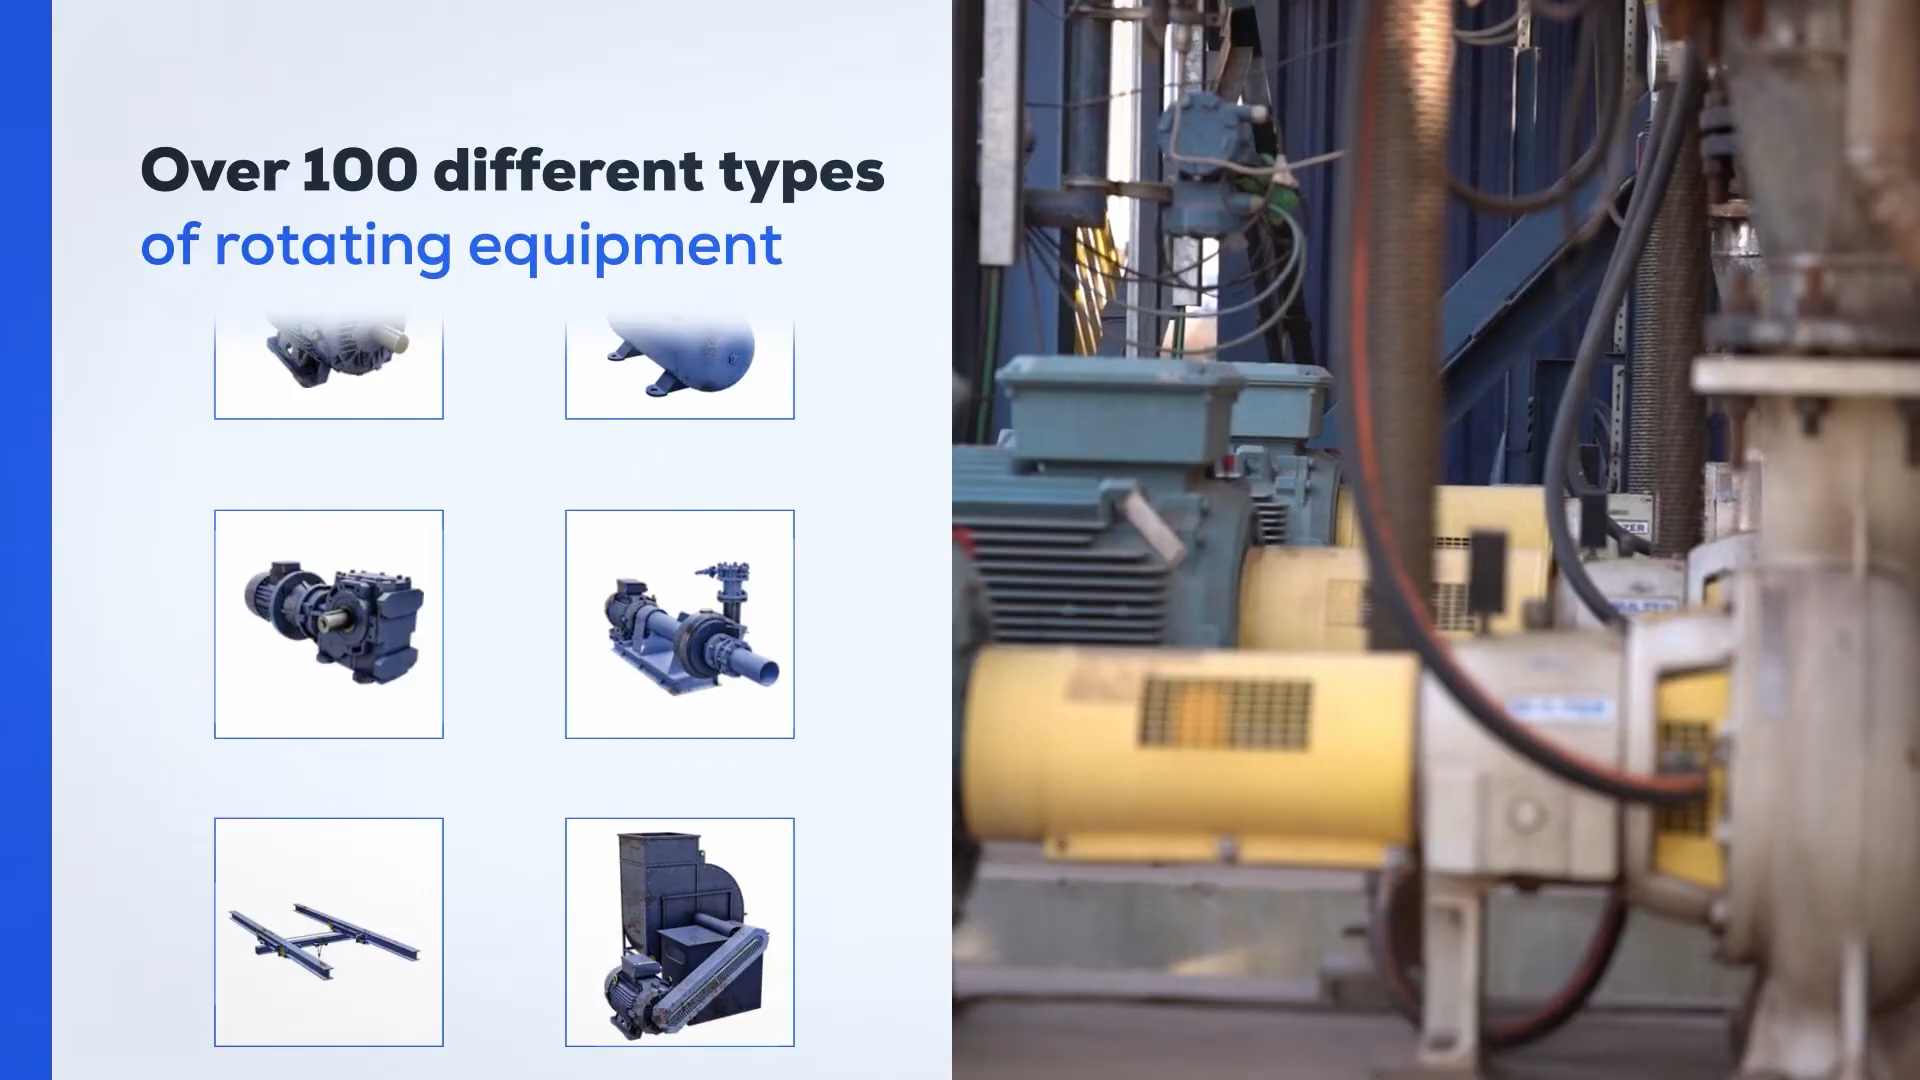 Over 100 different types
of rotating equipment